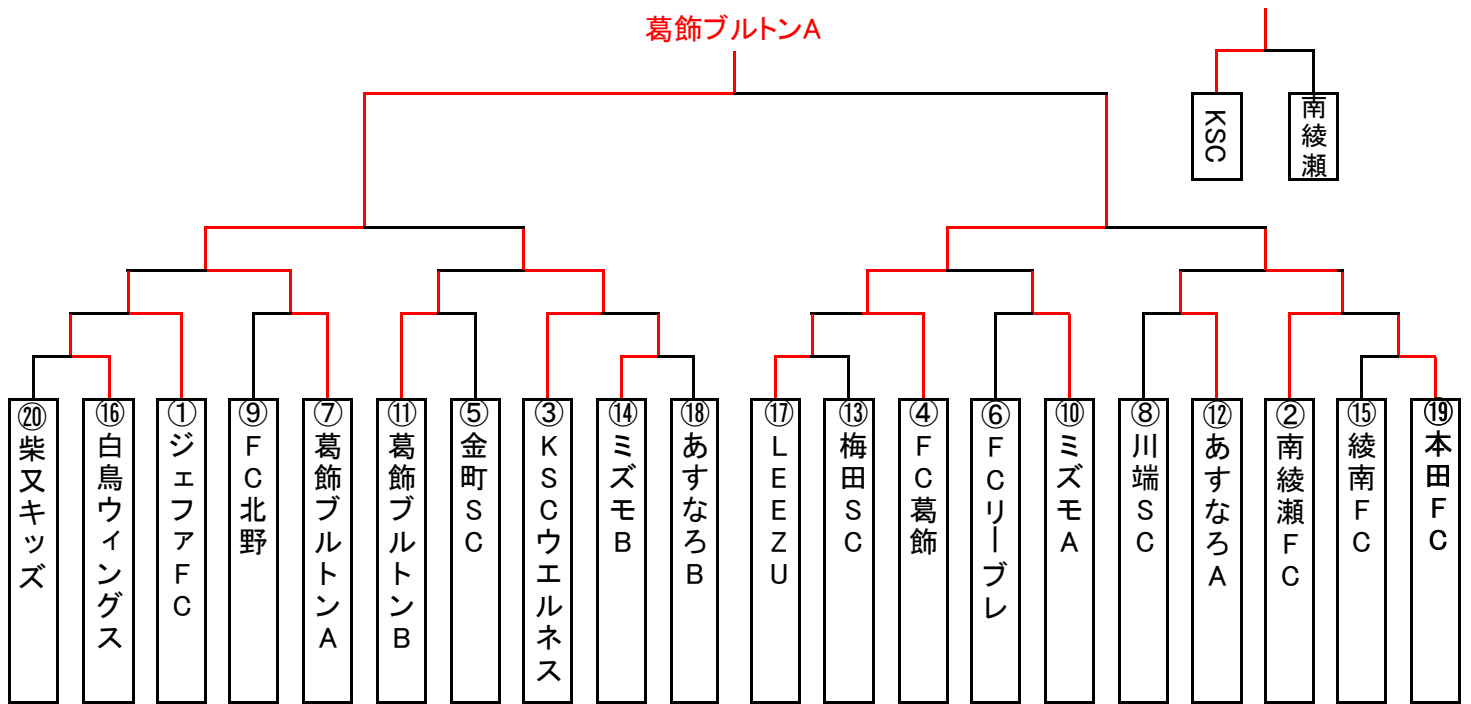 葛飾ブルトンA
KSC
南綾瀬
⑳柴又キッズ
⑯白鳥ウィングス
①ジェファFC
⑨FC北野
⑦葛飾ブルトンA
⑪葛飾ブルトンB
⑤金町SC
③KSCウエルネス
⑭ミズモB
⑱あすなろB
⑰LEEZU
⑬梅田SC
④FC葛飾
⑥FCリーブレ
⑩ミズモA
⑧川端SC
⑫あすなろA
②南綾瀬FC
⑮綾南FC
⑲本田FC